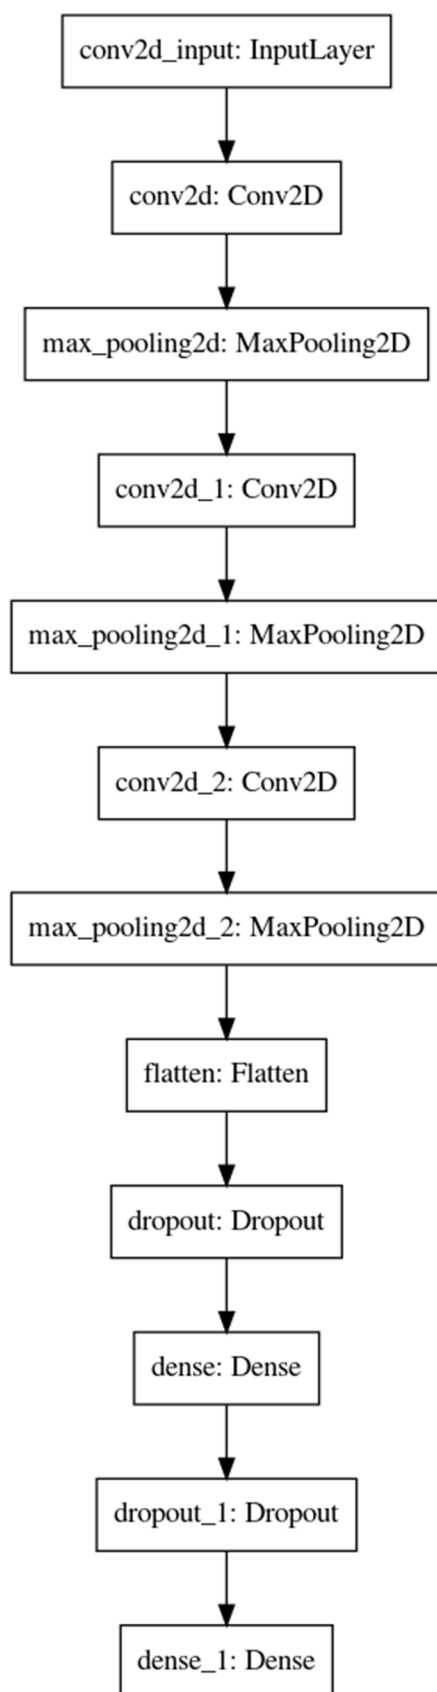 conv2d_input: InputLayer
conv2d: Conv2D
max_pooling2d: MaxPooling2D
conv2d_1: Conv2D
max_pooling2d_1: MaxPooling2D
conv2d_2: Conv2D
max_pooling2d_2: MaxPooling2D
flatten: Flatten
dropout: Dropout
dense: Dense
dropout_1: Dropout
dense_1: Dense